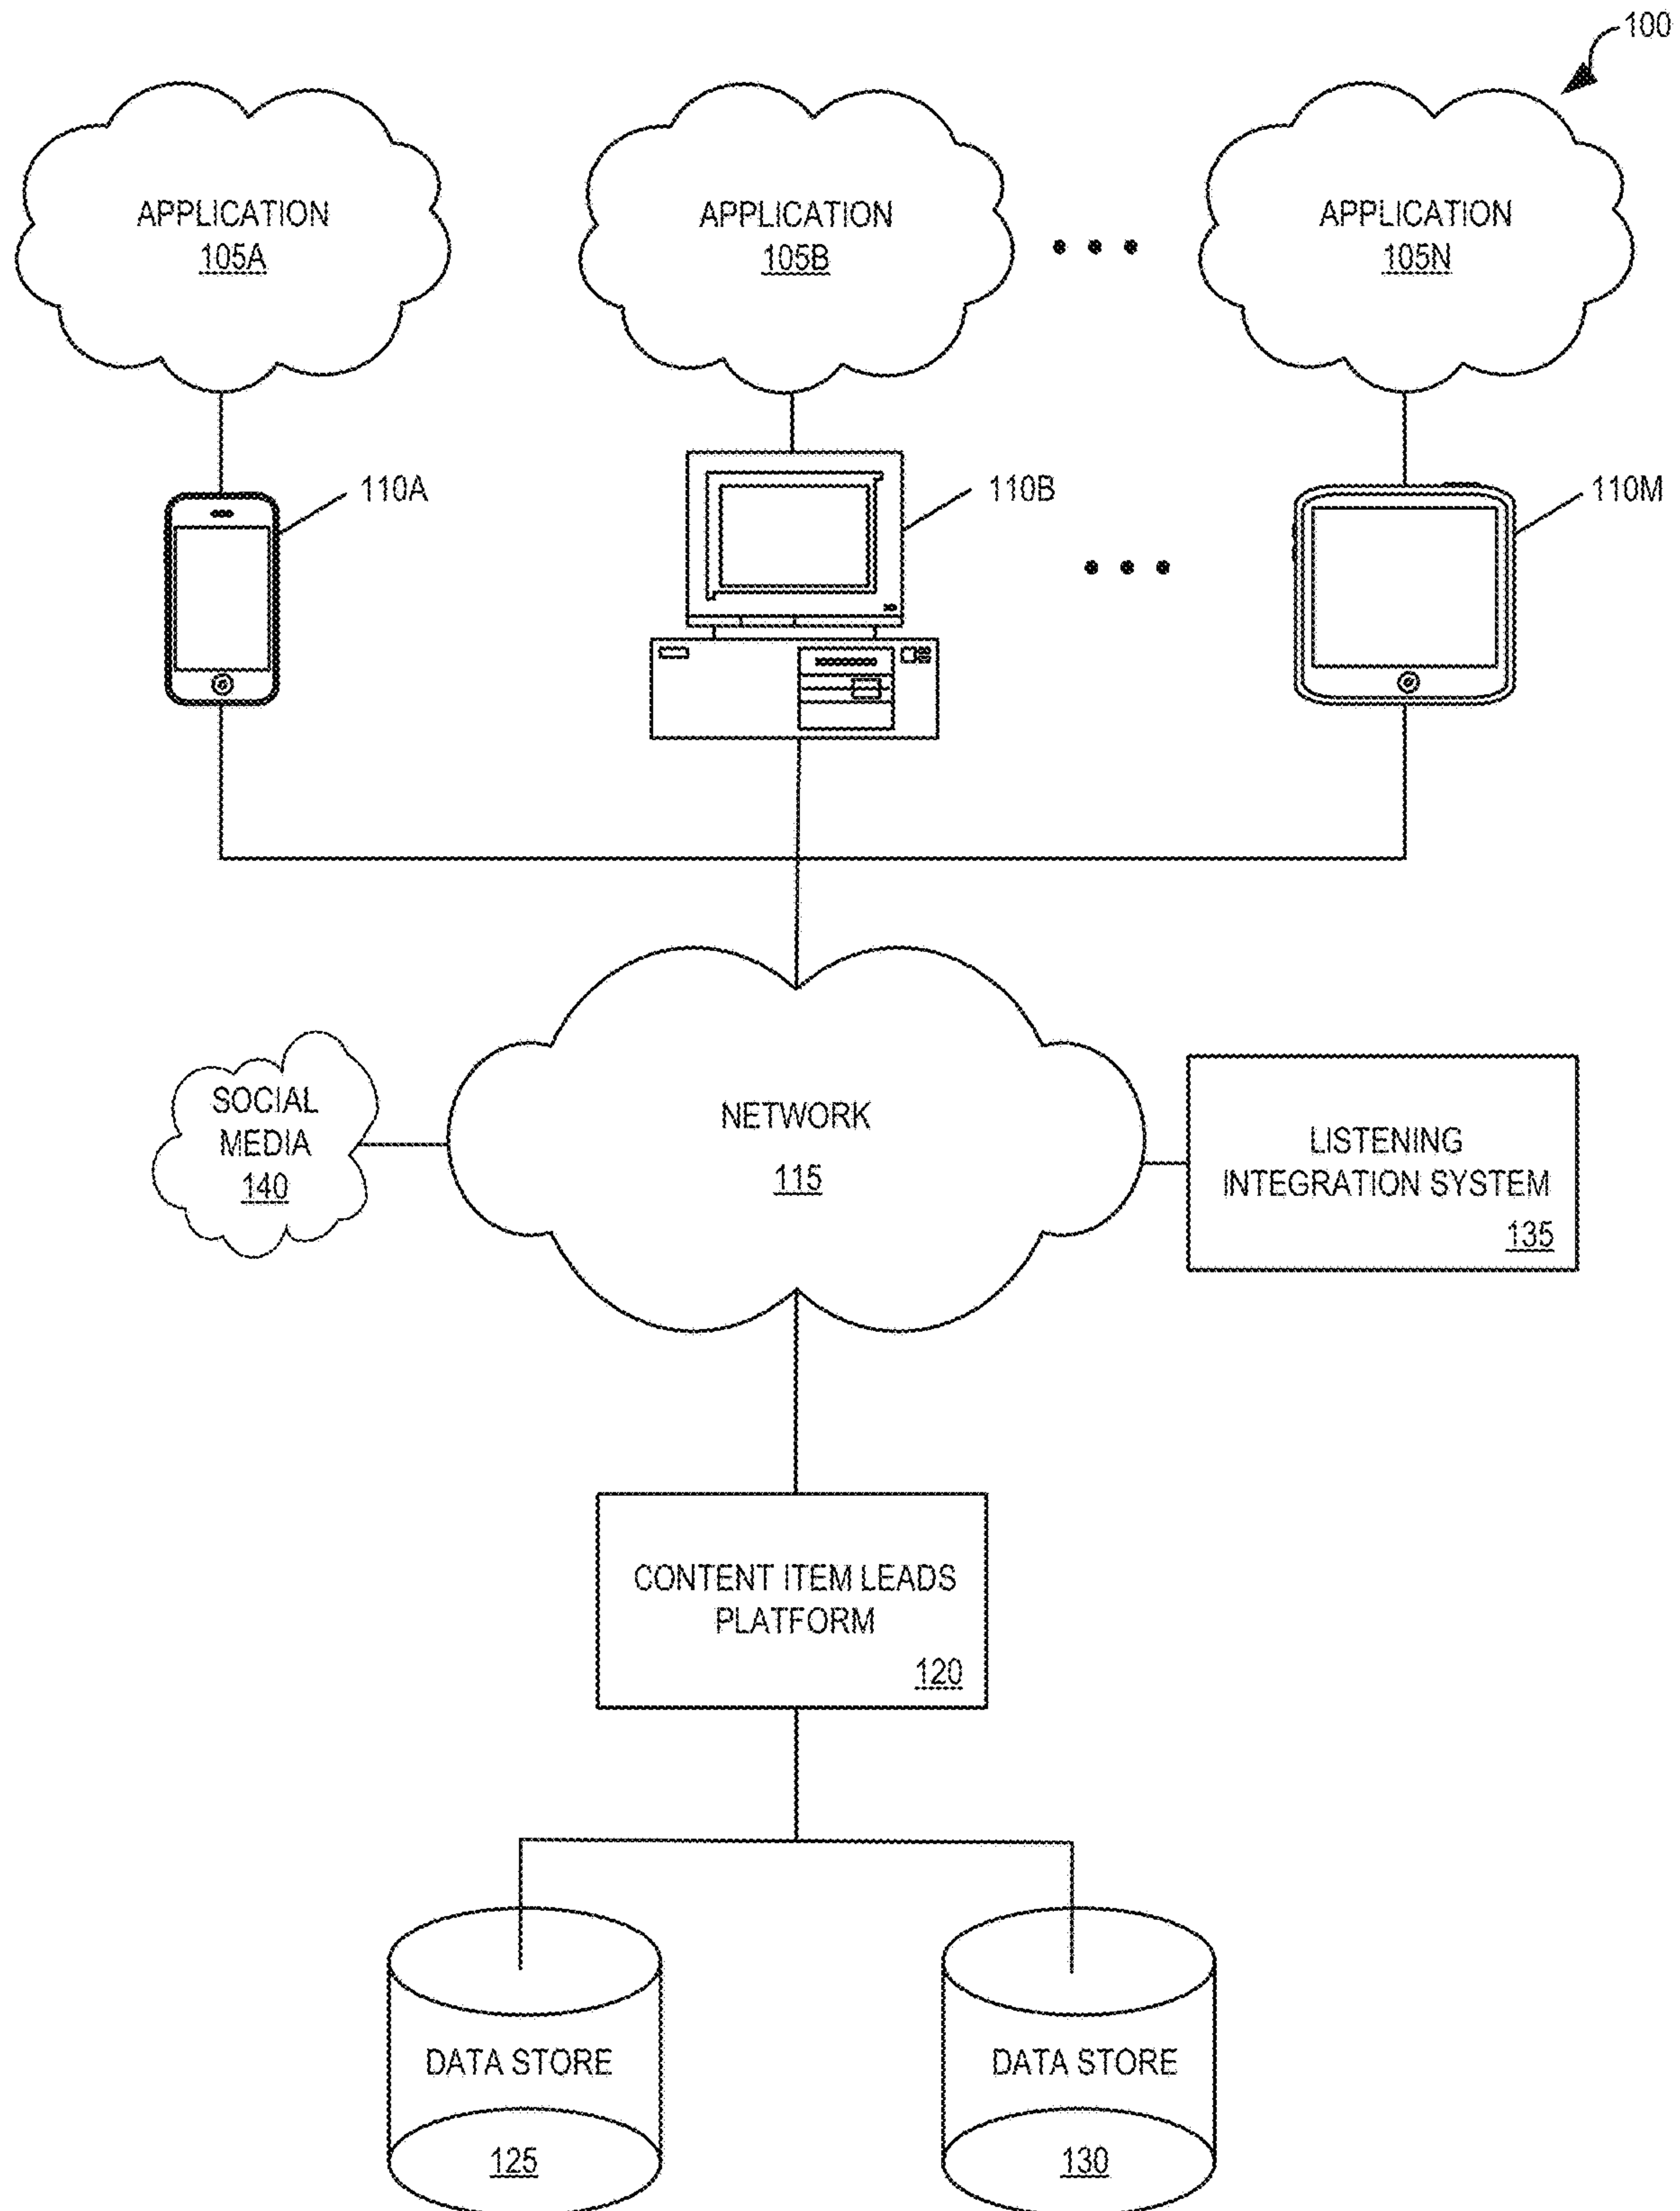 100
APPLICATION
105A
APPLICATION
105B
APPLICATION
105N
110A
110B
110M
SOCIAL
MEDIA
140
NETWORK
115
LISTENING
INTEGRATION SYSTEM
135
CONTENT ITEM LEADS
PLATFORM
120
DATA STORE
125
DATA STORE
130